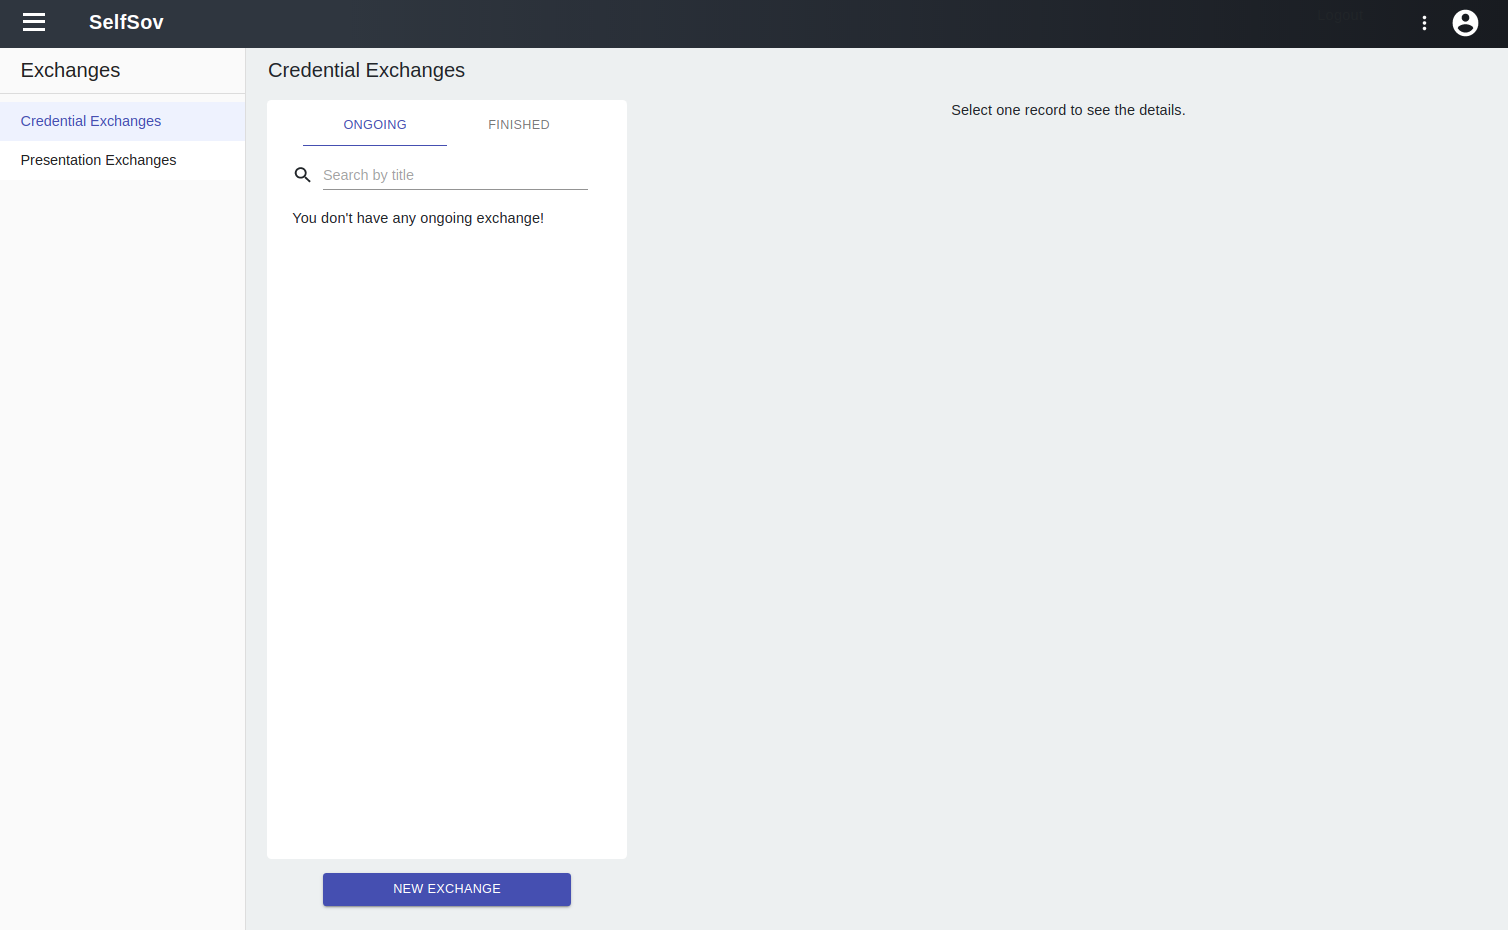 SelfSov
Logout
Exchanges
Credential Exchanges
Presentation Exchanges
Credential Exchanges
ONGOING
FINISHED
Search by title
You don't have any ongoing exchange!
NEW EXCHANGE
Select one record to see the details.